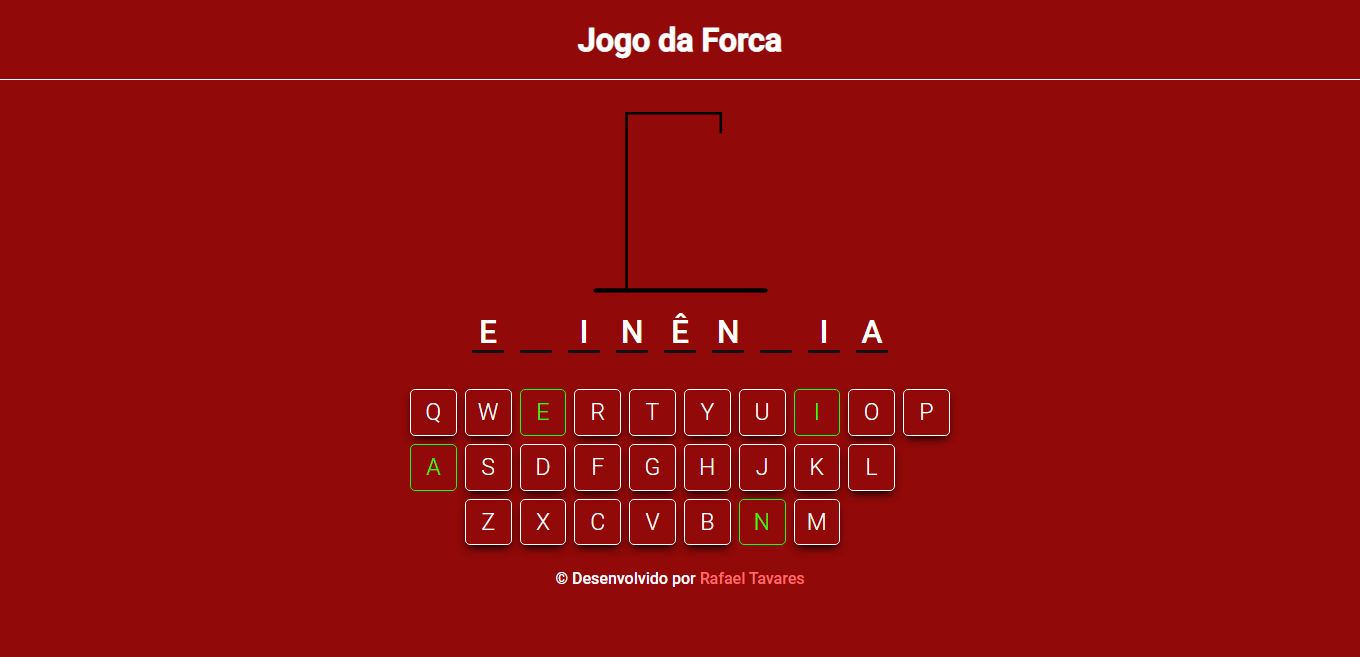 Jogo da Forca
E _ I N Ê N _ I A
Q W E R T Y U I O P
A S D F G H J K L
Z X C V B N M
© Desenvolvido por Rafael Tavares